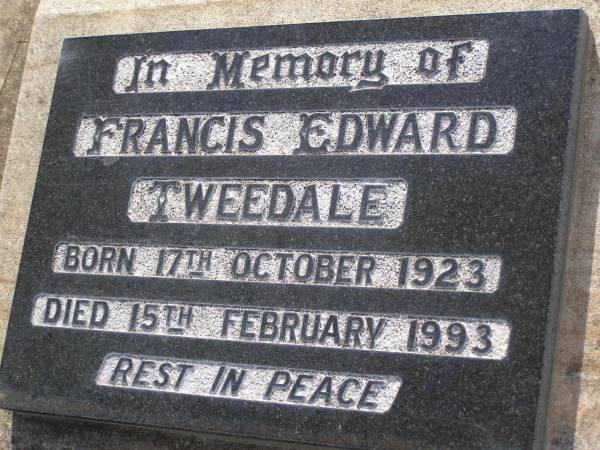 In Memory of
FRANCIS EDWARD
TWEEDALE
BORN 17TH OCTOBER 1923
DIED 15TH FEBRUARY 1993
REST IN PEACE